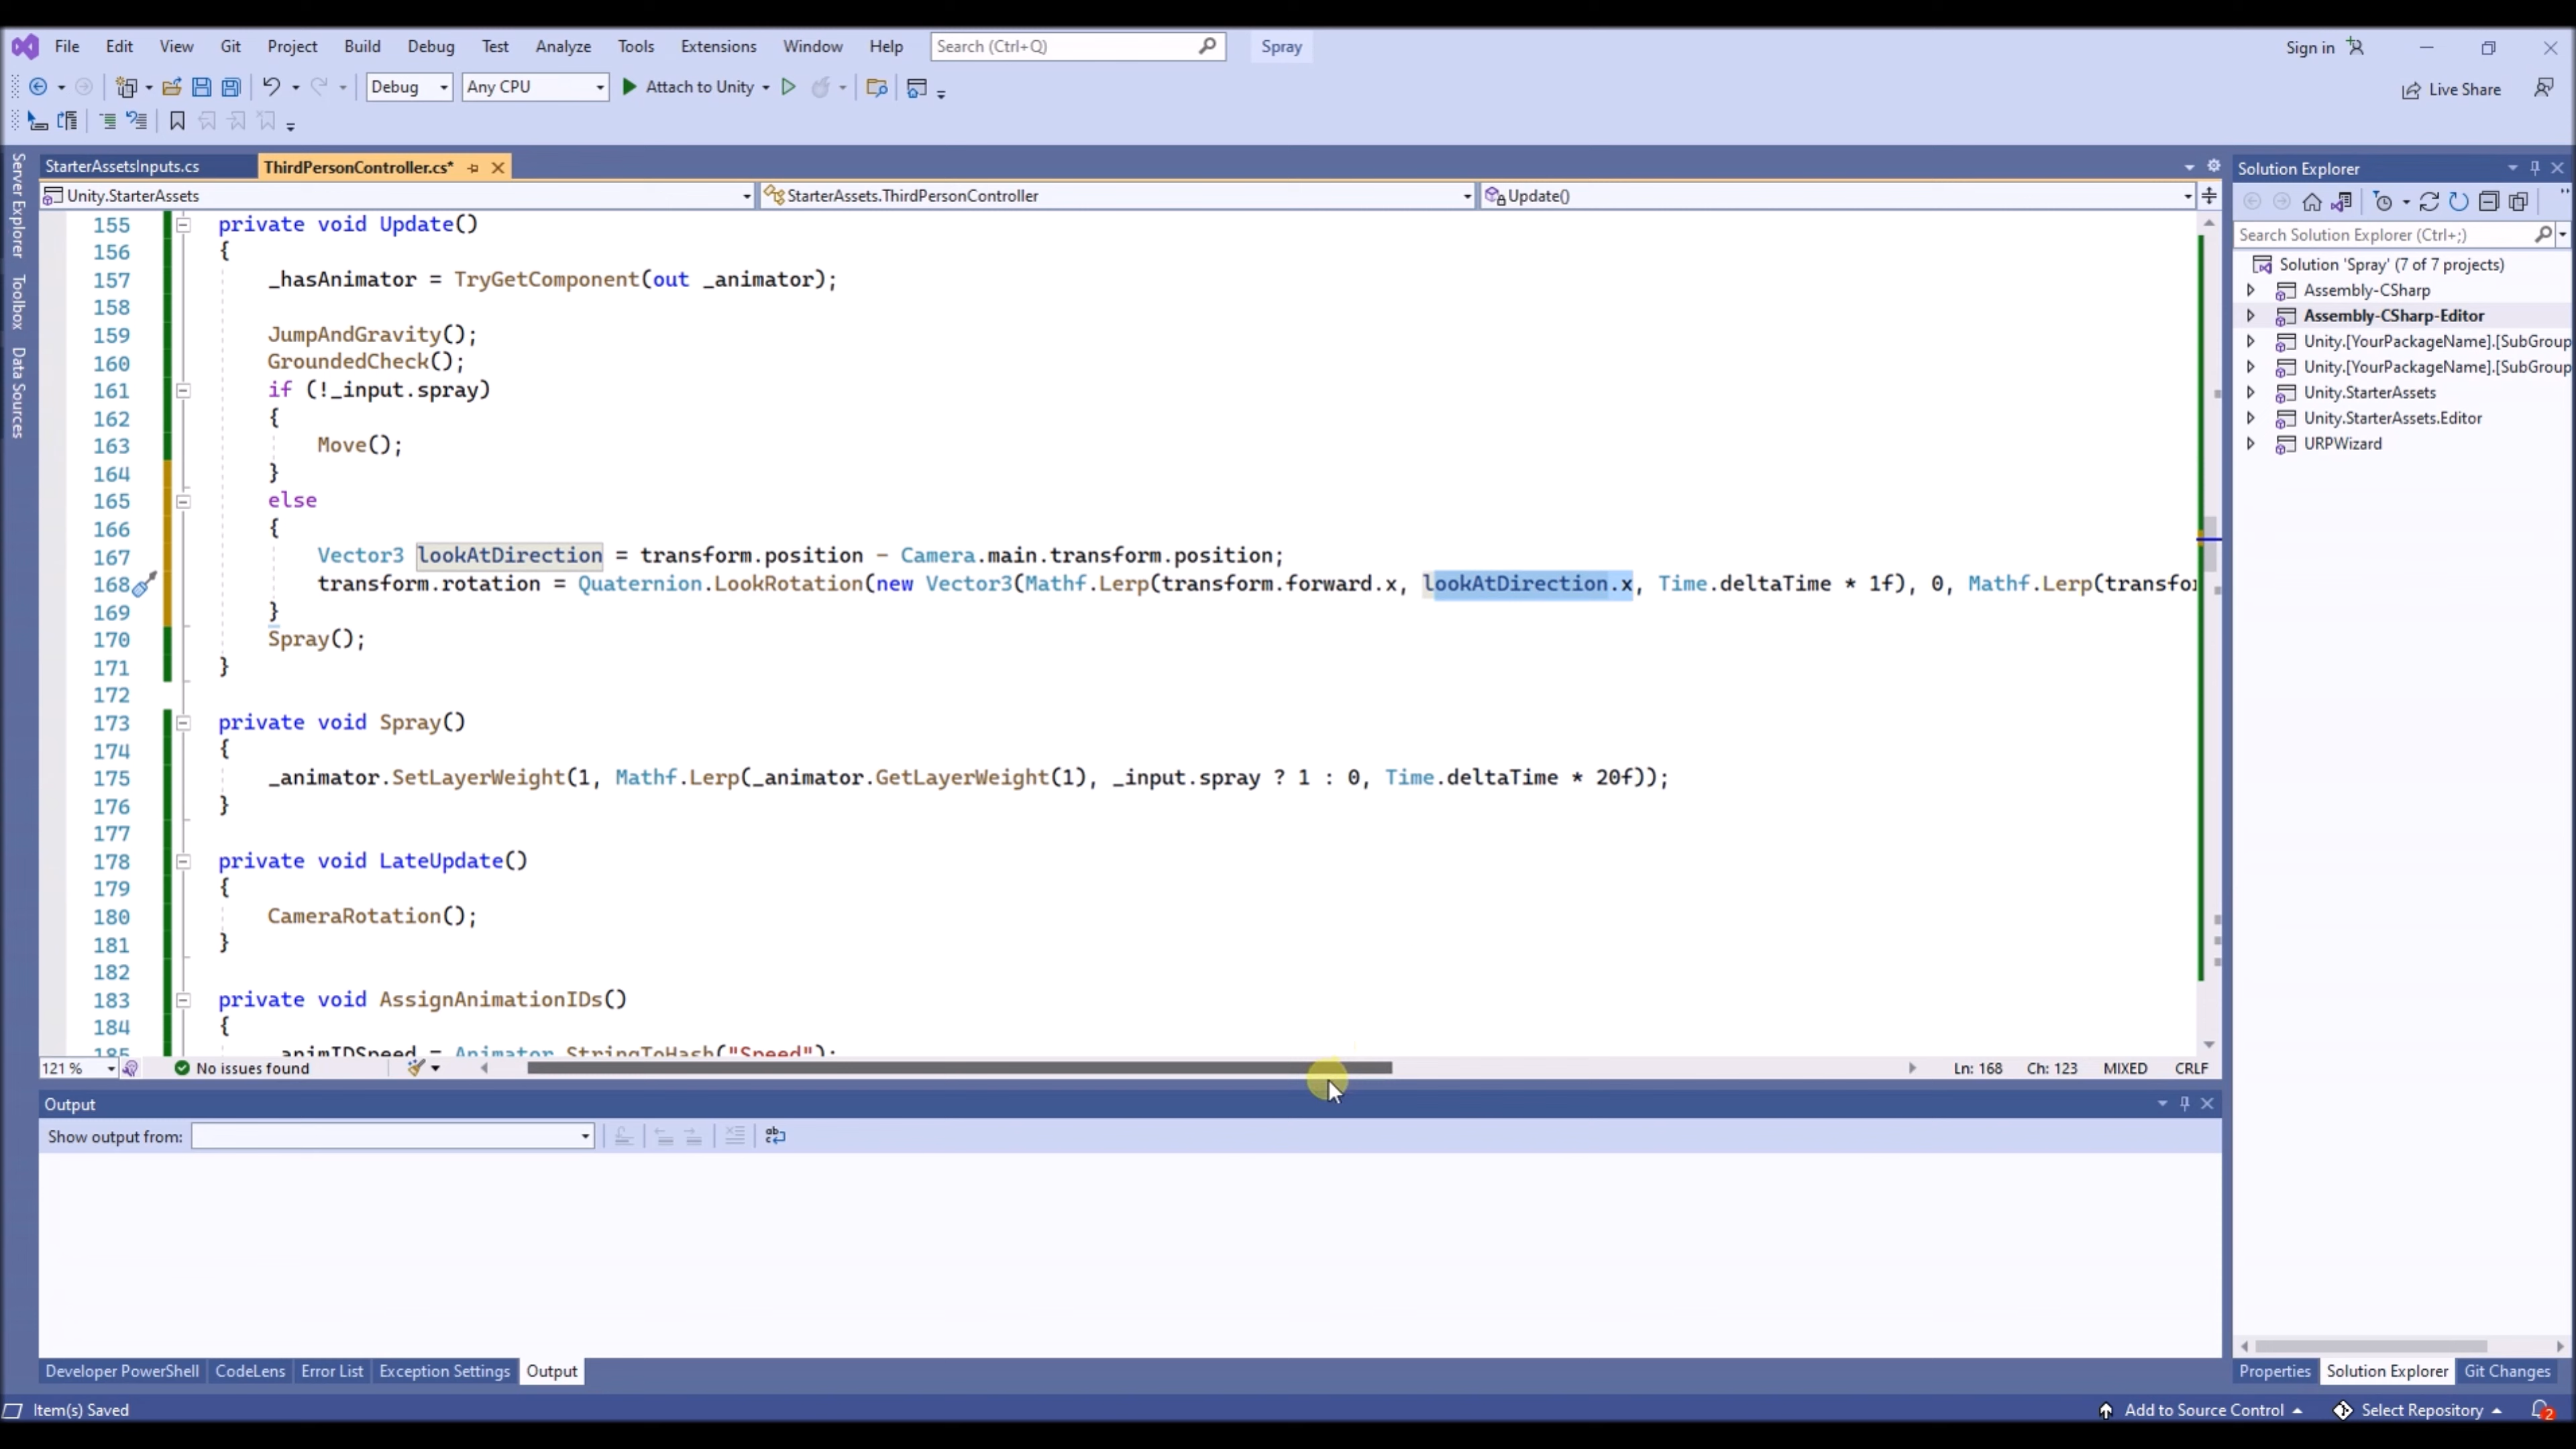 File Edit View Git Project Build Debug Test Analyze Tools Extensions Window Help Search (Ctrl+Q) Spray Sign in
Debug Any CPU Attach to Unity Live Share
StarterAssetsInputs.cs ThirdPersonController.cs*
Unity.StarterAssets StarterAssets.ThirdPersonController Update()
Server Explorer
Toolbox
Data Sources
155 private void Update()
156 {
157 _hasAnimator = TryGetComponent(out _animator);
158
159 JumpAndGravity();
160 GroundedCheck();
161 if (!_input.spray)
162 {
163 Move();
164 }
165 else
166 {
167 Vector3 lookAtDirection = transform.position - Camera.main.transform.position;
168 transform.rotation = Quaternion.LookRotation(new Vector3(Mathf.Lerp(transform.forward.x, lookAtDirection.x, Time.deltaTime * 1f), 0, Mathf.Lerp(transfor
169 }
170 Spray();
171 }
172
173 private void Spray()
174 {
175 _animator.SetLayerWeight(1, Mathf.Lerp(_animator.GetLayerWeight(1), _input.spray ? 1 : 0, Time.deltaTime * 20f));
176 }
177
178 private void LateUpdate()
179 {
180 CameraRotation();
181 }
182
183 private void AssignAnimationIDs()
184 {
185 _animIDSpeed = Animator.StringToHash("Speed");
121 % No issues found Ln: 168 Ch: 123 MIXED CRLF
Output
Show output from:
Developer PowerShell CodeLens Error List Exception Settings Output
Solution Explorer
Search Solution Explorer (Ctrl+;)
Solution 'Spray' (7 of 7 projects)
Assembly-CSharp
Assembly-CSharp-Editor
Unity.[YourPackageName].[SubGroup
Unity.[YourPackageName].[SubGroup
Unity.StarterAssets
Unity.StarterAssets.Editor
URPWizard
Properties Solution Explorer Git Changes
Item(s) Saved Add to Source Control Select Repository 2